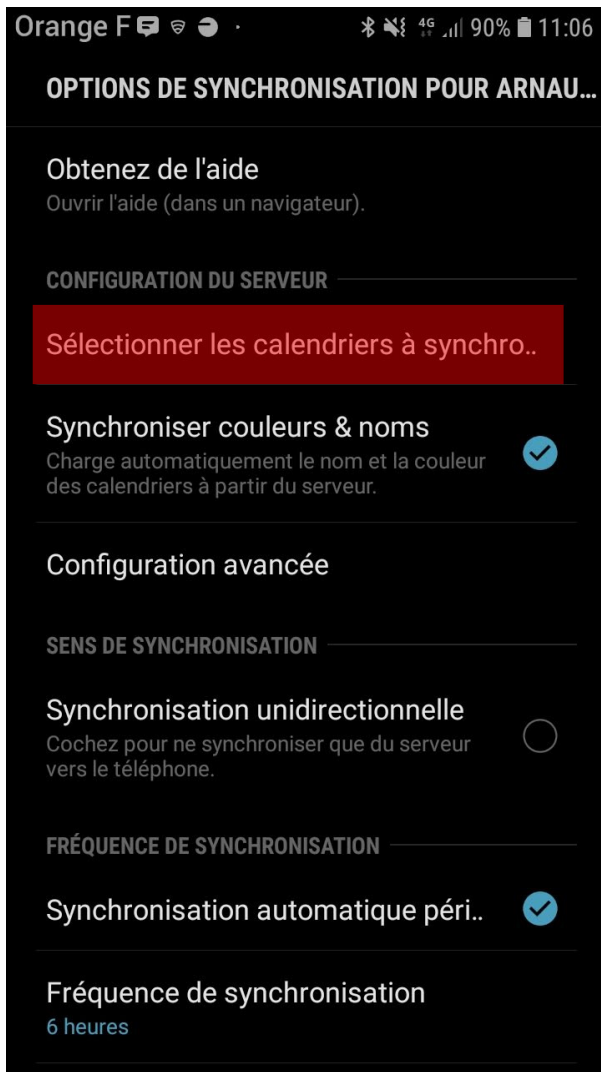 Orange F 4G 90% 11:06
OPTIONS DE SYNCHRONISATION POUR ARNAU...
Obtenez de l'aide
Ouvrir l'aide (dans un navigateur).
CONFIGURATION DU SERVEUR
Sélectionner les calendriers à synchro..
Synchroniser couleurs & noms
Charge automatiquement le nom et la couleur
des calendriers à partir du serveur.
Configuration avancée
SENS DE SYNCHRONISATION
Synchronisation unidirectionnelle
Cochez pour ne synchroniser que du serveur
vers le téléphone.
FRÉQUENCE DE SYNCHRONISATION
Synchronisation automatique péri..
Fréquence de synchronisation
6 heures